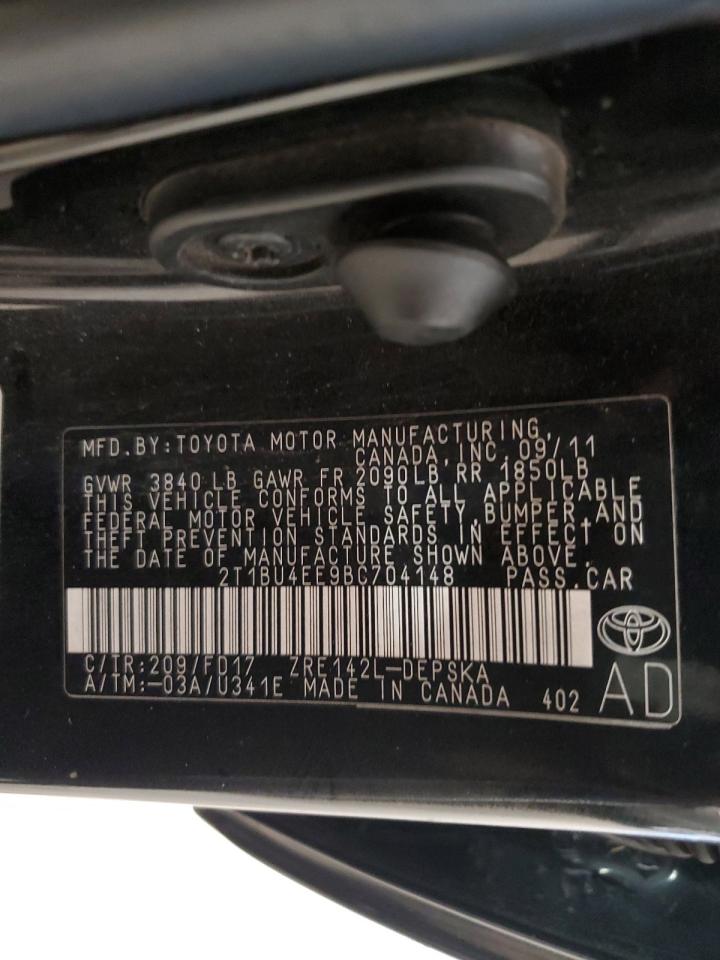 MFD.BY:TOYOTA MOTOR MANUFACTURING,
CANADA, INC. 09/11
GVWR 3840 LB GAWR FR 2090LB RR 1850LB
THIS VEHICLE CONFORMS TO ALL APPLICABLE
FEDERAL MOTOR VEHICLE SAFETY,BUMPER,AND
THEFT PREVENTION STANDARDS IN EFFECT ON
THE DATE OF MANUFACTURE SHOWN ABOVE.
2T1BU4EE9BC704148 PASS.CAR
C/TR:209/FD17 ZRE142L-DEPSKA
A/TM:-03A/U341E MADE IN CANADA 402 AD